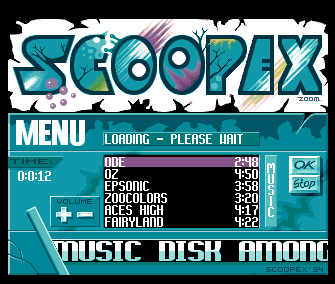 SCOOPEX
ZOOM
MENU
LOADING - PLEASE WAIT
TIME:
0:0:12
ODE 2:48
OZ 4:50
EPSONIC 3:58
ZOOCOLORS 3:20
ACES HIGH 4:17
FAIRYLAND 4:22
MUSIC
OK
Stop
VOLUME
+ -
MUSIC DISK AMONG
SCOOPEX '94